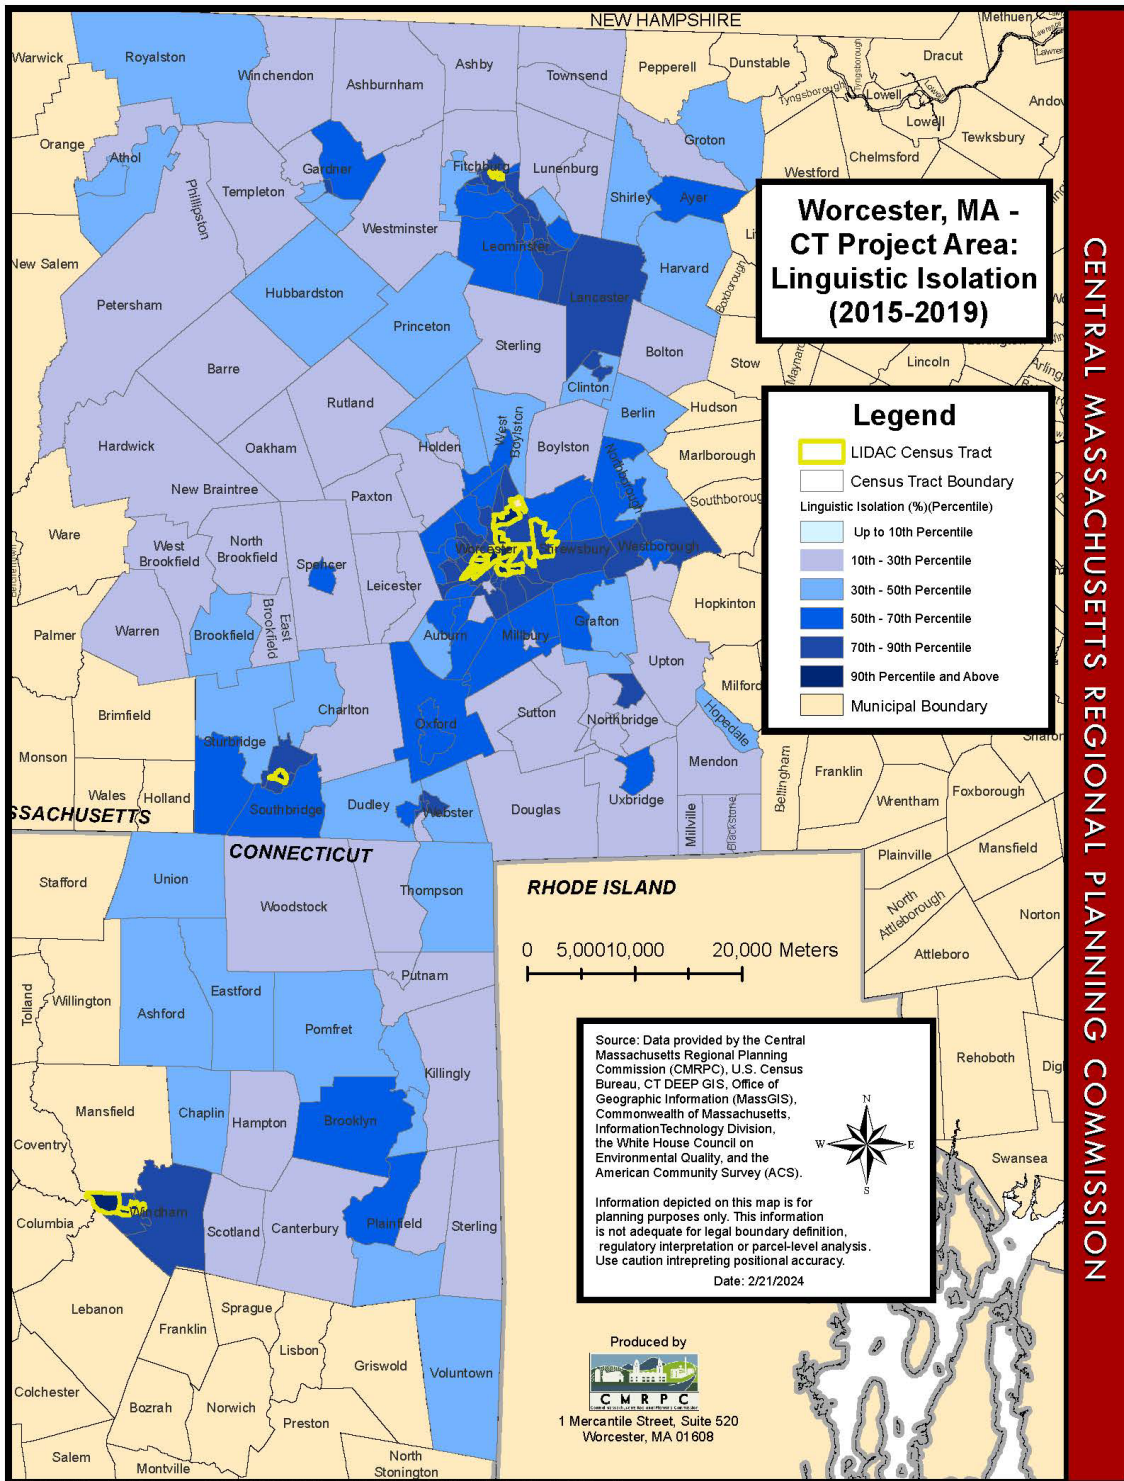 NEW HAMPSHIRE
Methuen
Warwick
Royalston
Winchendon
Ashburnham
Ashby
Townsend
Pepperell
Dunstable
Dracut
Tyngsborough
Tyngsborough
Lowell
Lowell
Lowell
Tewksbury
Chelmsford
Westford
Orange
Athol
Phillipston
Templeton
Gardner
Westminster
Fitchburg
Lunenburg
Groton
Shirley
Ayer
Leominster
Harvard
Boxborough
Lancaster
New Salem
Petersham
Hubbardston
Princeton
Sterling
Bolton
Stow
Maynard
Lincoln
Barre
Rutland
Clinton
Berlin
Hudson
Hardwick
Oakham
Holden
West
Boylston
Boylston
Northborough
Marlborough
Southboroug
New Braintree
Paxton
Ware
West
Brookfield
North
Brookfield
Spencer
Leicester
Worcester
Shrewsbury
Westborough
Hopkinton
Palmer
Warren
Brookfield
East
Brookfield
Auburn
Millbury
Grafton
Upton
Milford
Hopedale
Brimfield
Charlton
Oxford
Sutton
Northbridge
Mendon
Monson
Sturbridge
Wales
Holland
Southbridge
Dudley
Webster
Douglas
Uxbridge
Millville
Blackstone
Bellingham
Franklin
Wrentham
Foxborough
Sharon
Plainville
Mansfield
North
Attleborough
Norton
Attleboro
Rehoboth
Swansea
SSACHUSETTS
CONNECTICUT
RHODE ISLAND
Stafford
Union
Woodstock
Thompson
Putnam
Tolland
Willington
Ashford
Eastford
Pomfret
Killingly
Mansfield
Chaplin
Hampton
Brooklyn
Coventry
Columbia
Windham
Scotland
Canterbury
Plainfield
Sterling
Lebanon
Franklin
Sprague
Lisbon
Griswold
Voluntown
Colchester
Bozrah
Norwich
Preston
Salem
Montville
North
Stonington
Worcester, MA -
CT Project Area:
Linguistic Isolation
(2015-2019)
Legend
LIDAC Census Tract
Census Tract Boundary
Linguistic Isolation (%)(Percentile)
Up to 10th Percentile
10th - 30th Percentile
30th - 50th Percentile
50th - 70th Percentile
70th - 90th Percentile
90th Percentile and Above
Municipal Boundary
0 5,000 10,000 20,000 Meters
Source: Data provided by the Central
Massachusetts Regional Planning
Commission (CMRPC), U.S. Census
Bureau, CT DEEP GIS, Office of
Geographic Information (MassGIS),
Commonwealth of Massachusetts,
InformationTechnology Division,
the White House Council on
Environmental Quality, and the
American Community Survey (ACS).
Information depicted on this map is for
planning purposes only. This information
is not adequate for legal boundary definition,
regulatory interpretation or parcel-level analysis.
Use caution intrepreting positional accuracy.
Date: 2/21/2024
N
W
E
S
Produced by
CMRPC
1 Mercantile Street, Suite 520
Worcester, MA 01608
CENTRAL MASSACHUSETTS REGIONAL PLANNING COMMISSION